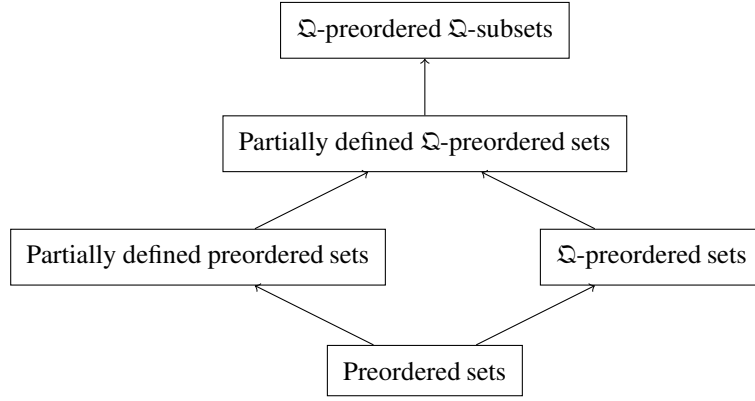 𝔔-preordered 𝔔-subsets
Partially defined 𝔔-preordered sets
Partially defined preordered sets
𝔔-preordered sets
Preordered sets